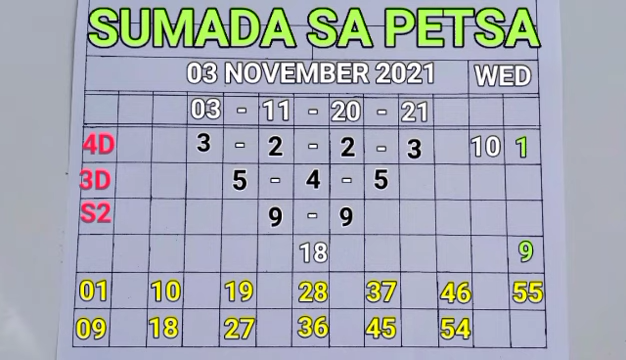 SUMADA SA PETSA
03 NOVEMBER 2021 WED
03 - 11 - 20 - 21
4D 3 - 2 - 2 - 3 10 1
3D 5 - 4 - 5
S2 9 - 9
18 9
01 10 19 28 37 46 55
09 18 27 36 45 54